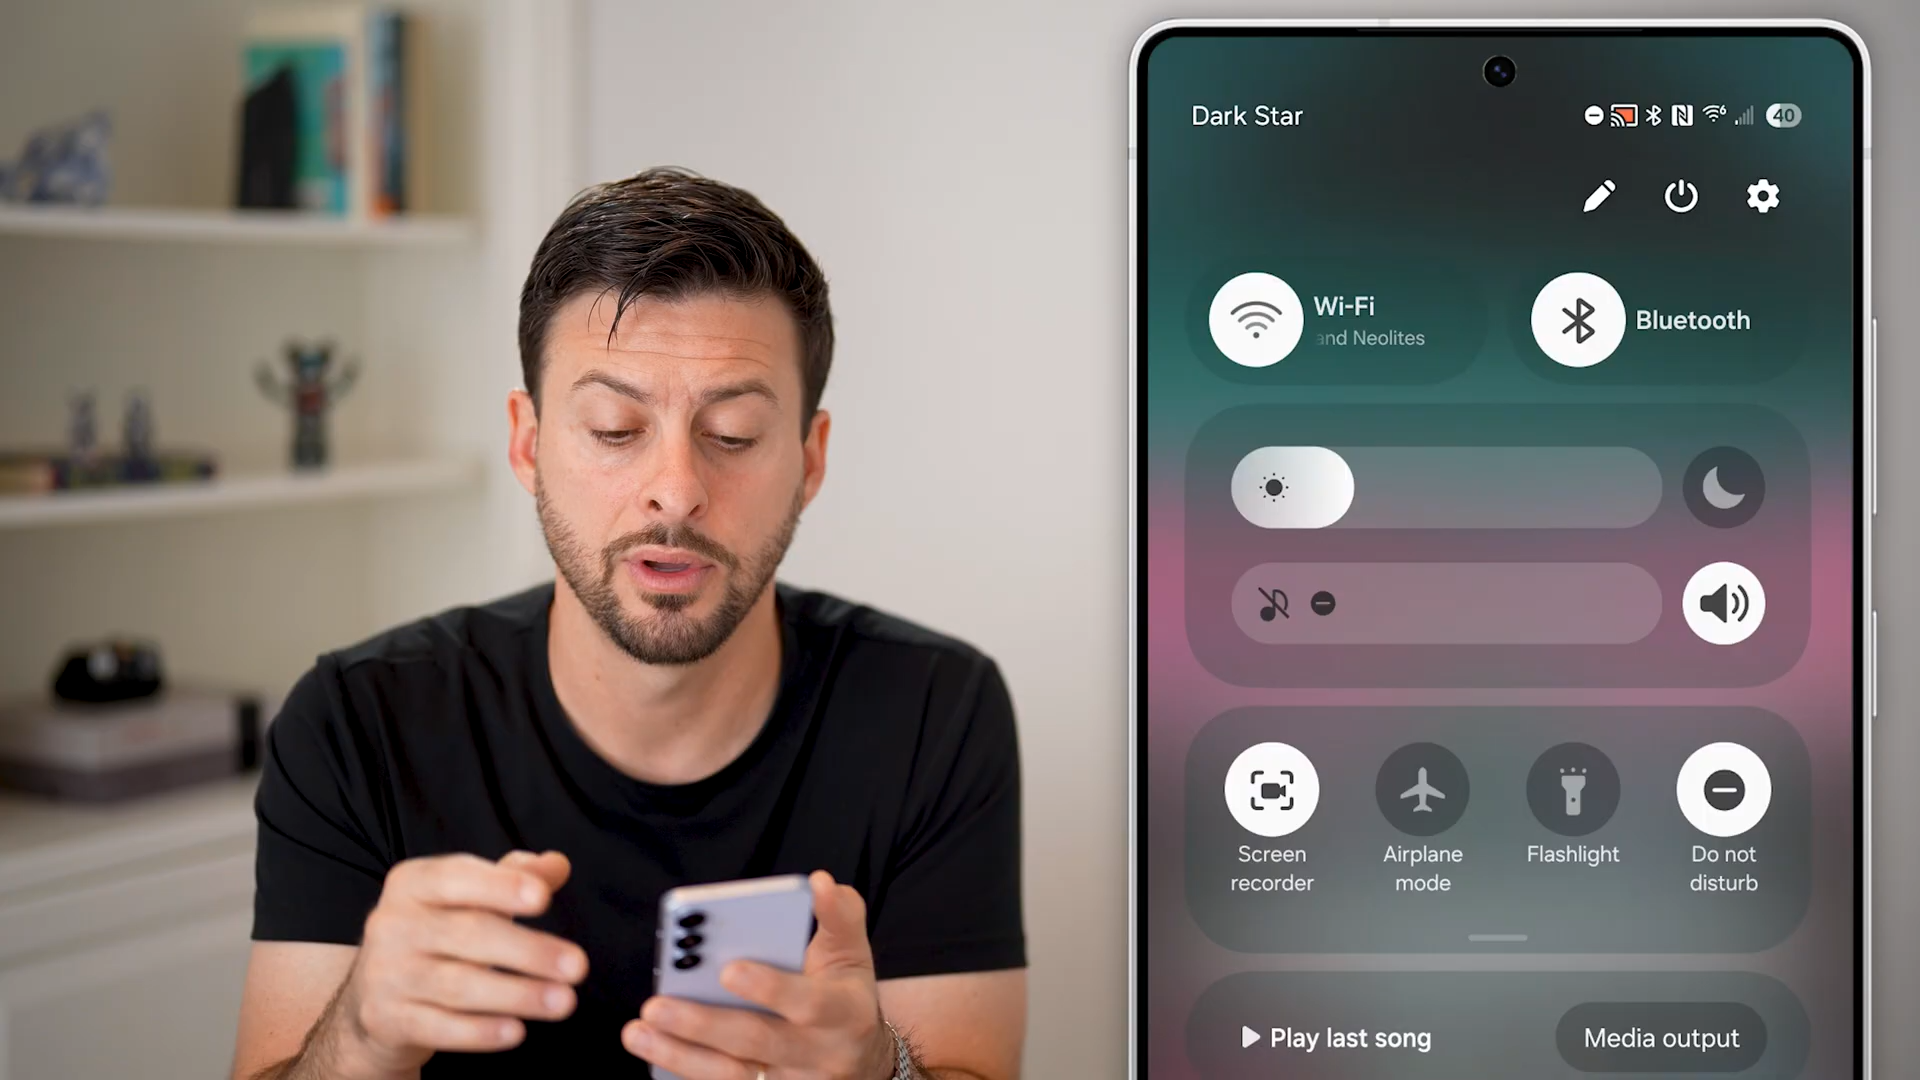 Dark Star
40
Wi-Fi
and Neolites
Bluetooth
Screen
recorder
Airplane
mode
Flashlight
Do not
disturb
Play last song
Media output